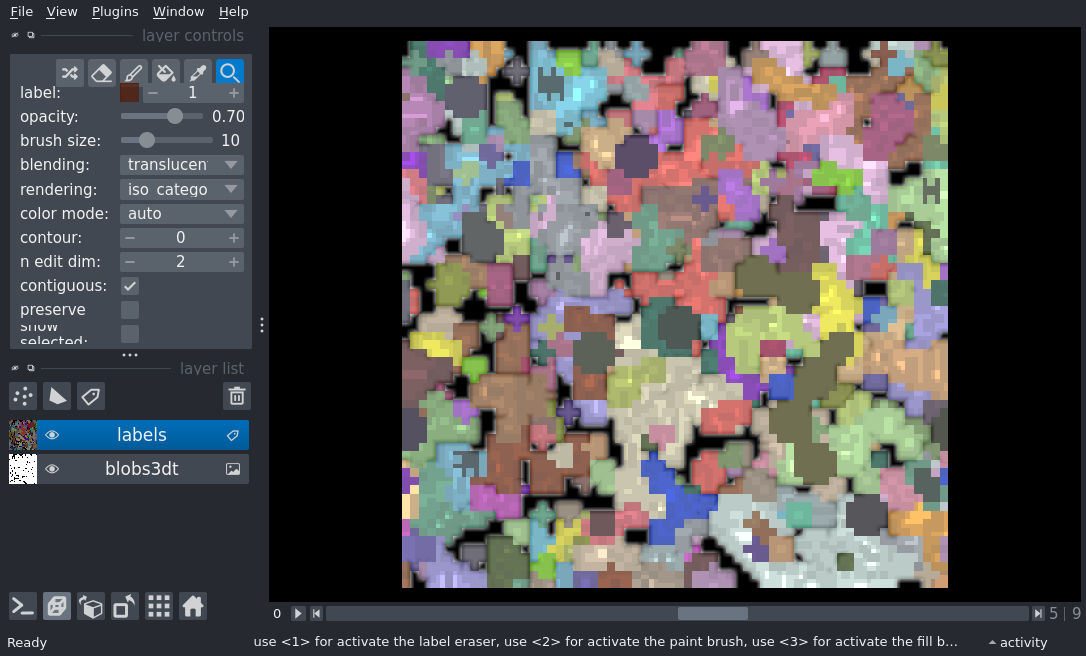 File View Plugins Window Help
layer controls
label: 1
opacity: 0.70
brush size: 10
blending: translucen
rendering: iso catego
color mode: auto
contour: 0
n edit dim: 2
contiguous:
preserve
show
selected:
layer list
labels
blobs3dt
0 5 | 9
Ready use <1> for activate the label eraser, use <2> for activate the paint brush, use <3> for activate the fill b... activity